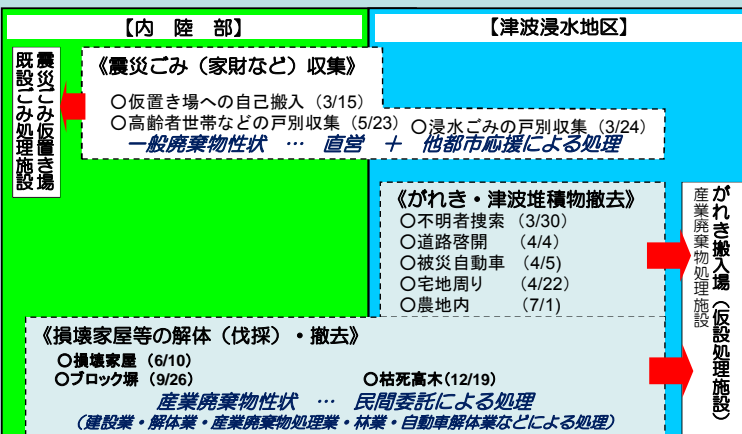 【内 陸 部】
【津波浸水地区】
震災ごみ仮置き場
既設ごみ処理施設
《震災ごみ（家財など）収集》
〇仮置き場への自己搬入（3/15）
〇高齢者世帯などの戸別収集（5/23）
〇浸水ごみの戸別収集（3/24）
一般廃棄物性状 … 直営 ＋ 他都市応援による処理
《がれき・津波堆積物撤去》
〇不明者捜索（3/30）
〇道路啓開（4/4）
〇被災自動車（4/5）
〇宅地周り（4/22）
〇農地内（7/1）
がれき搬入場（仮設処理施設）
産業廃棄物処理施設
《損壊家屋等の解体（伐採）・撤去》
〇損壊家屋（6/10）
〇ブロック塀（9/26）
〇枯死高木（12/19）
産業廃棄物性状 … 民間委託による処理
（建設業・解体業・産業廃棄物処理業・林業・自動車解体業などによる処理）